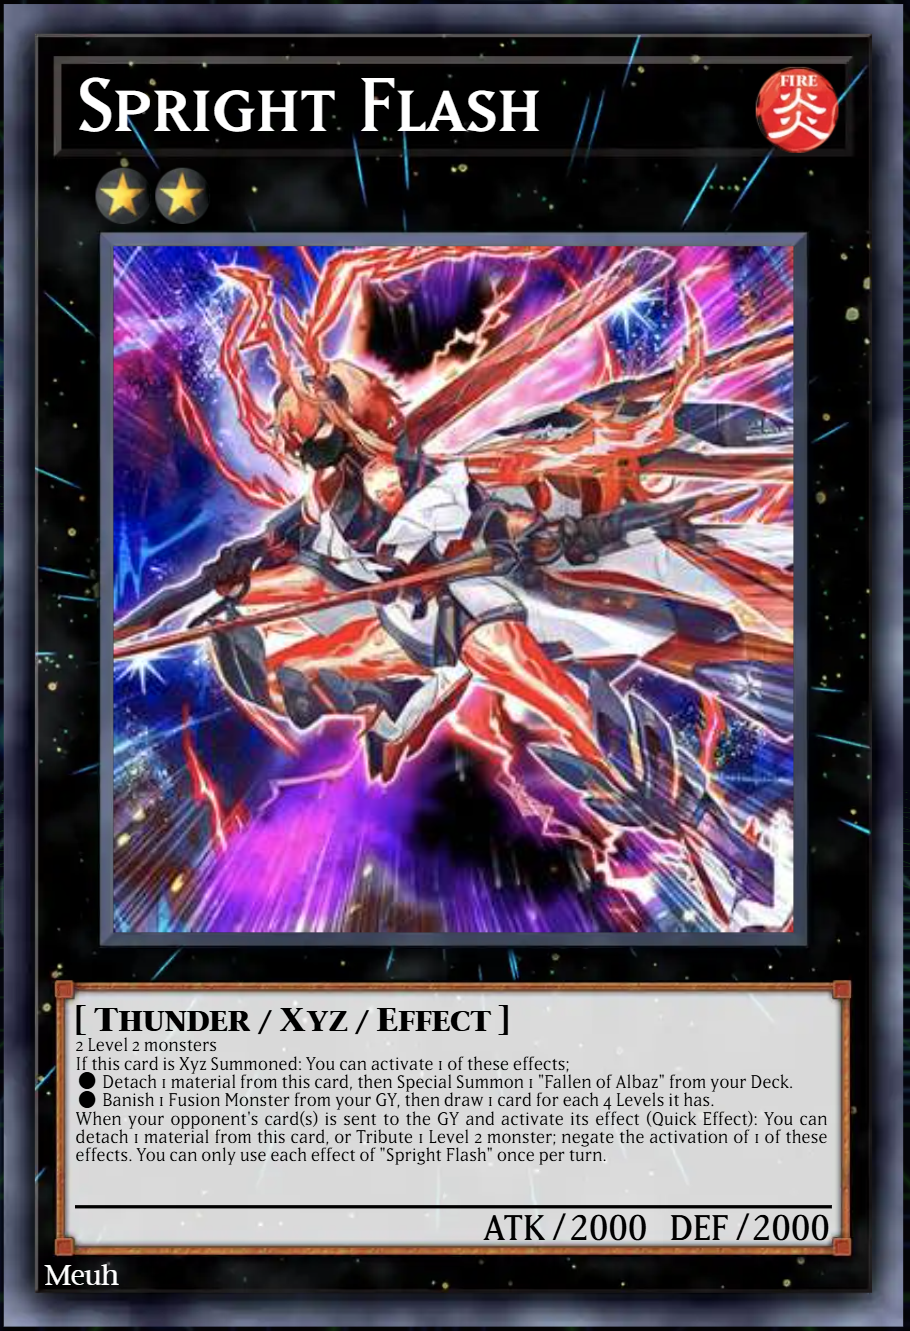 Spright Flash
FIRE
炎
[ Thunder / Xyz / Effect ]
2 Level 2 monsters
If this card is Xyz Summoned: You can activate 1 of these effects;
● Detach 1 material from this card, then Special Summon 1 "Fallen of Albaz" from your Deck.
● Banish 1 Fusion Monster from your GY, then draw 1 card for each 4 Levels it has.
When your opponent's card(s) is sent to the GY and activate its effect (Quick Effect): You can
detach 1 material from this card, or Tribute 1 Level 2 monster; negate the activation of 1 of these
effects. You can only use each effect of "Spright Flash" once per turn.
ATK / 2000 DEF / 2000
Meuh